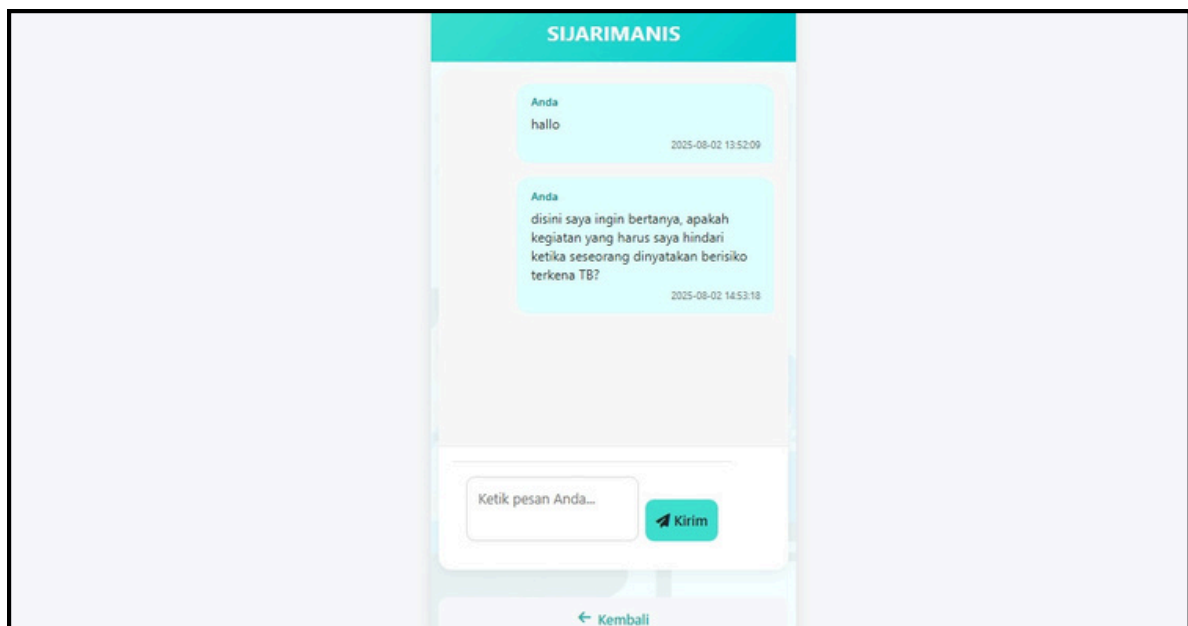 SIJARIMANIS
Anda
hallo
2025-08-02 13:52:09
Anda
disini saya ingin bertanya, apakah
kegiatan yang harus saya hindari
ketika seseorang dinyatakan berisiko
terkena TB?
2025-08-02 14:53:18
Ketik pesan Anda...
Kirim
← Kembali